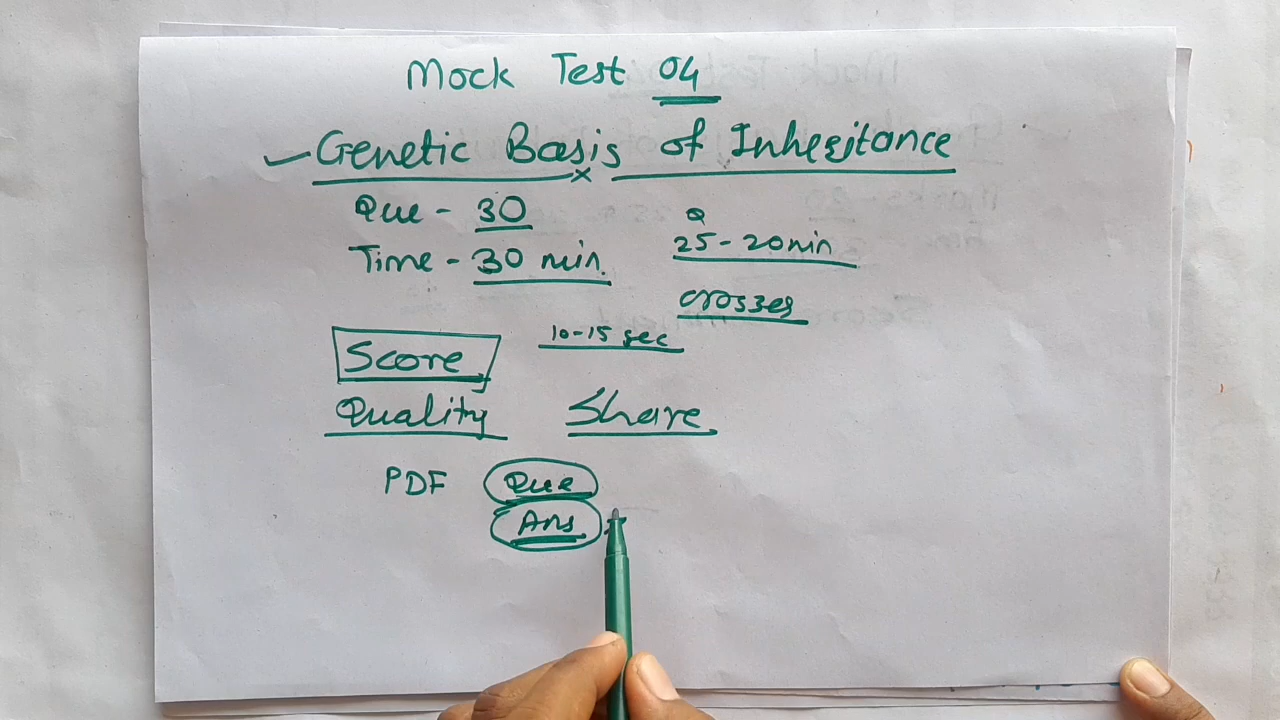 Mock Test 04
Genetic Basis of Inheritance
Que - 30
Time - 30 min.
Q
25 - 20 min
crosses
10-15 sec
Score
Quality Share
PDF Que
Ans